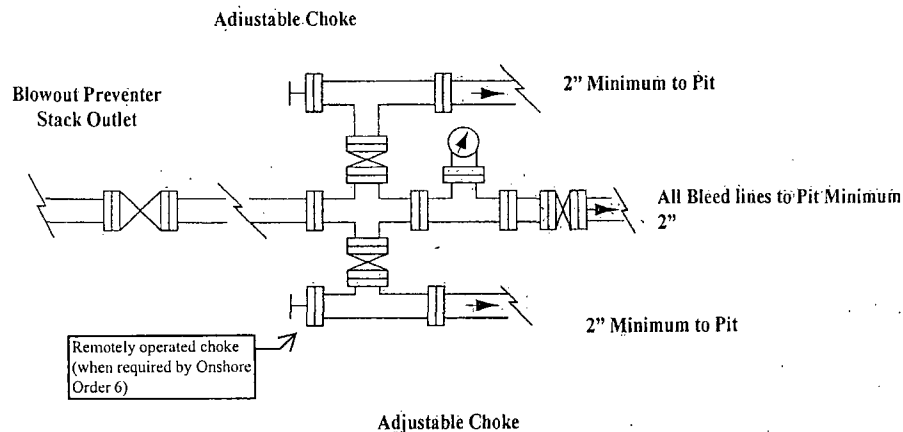 Adjustable Choke
2” Minimum to Pit
Blowout Preventer
Stack Outlet
All Bleed lines to Pit Minimum
2”
2” Minimum to Pit
Remotely operated choke
(when required by Onshore
Order 6)
Adjustable Choke